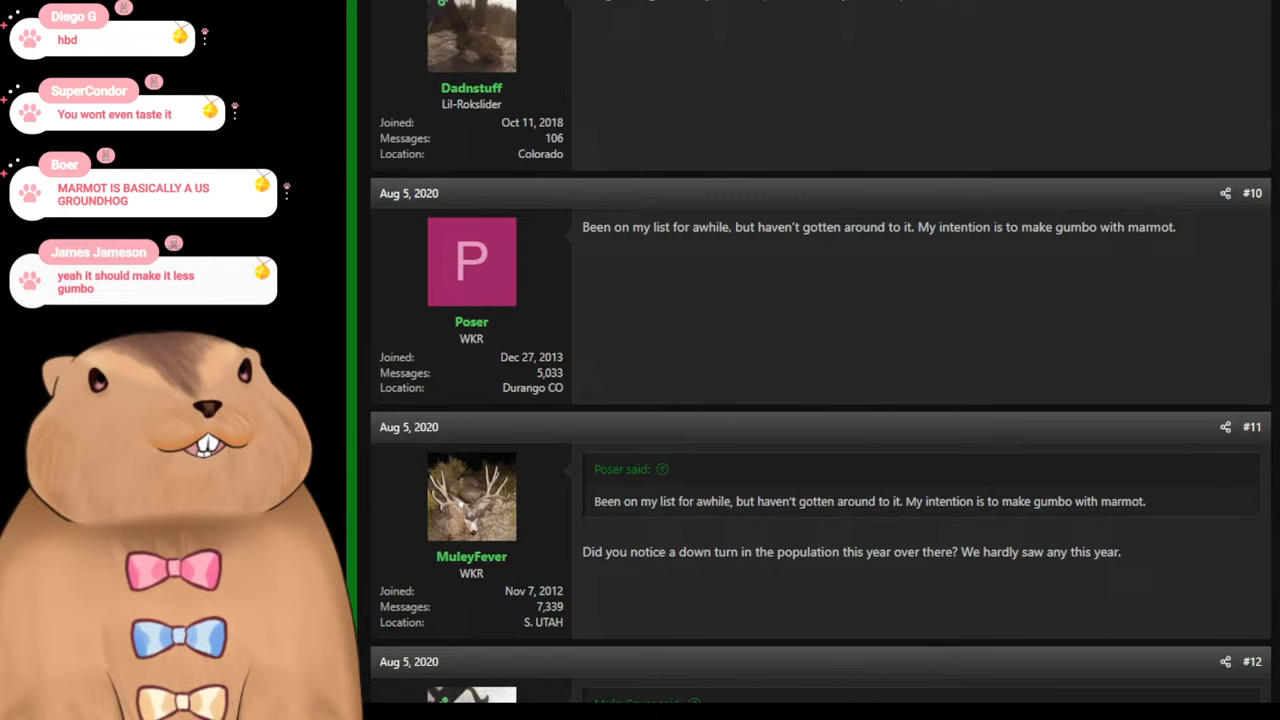 Diego G
hbd
SuperCondor
You wont even taste it
Boer
MARMOT IS BASICALLY A US
GROUNDHOG
James Jameson
yeah it should make it less
gumbo
Dadnstuff
Lil-Rokslider
Joined: Oct 11, 2018
Messages: 106
Location: Colorado
Aug 5, 2020 #10
P
Poser
WKR
Joined: Dec 27, 2013
Messages: 5,033
Location: Durango CO
Been on my list for awhile, but haven't gotten around to it. My intention is to make gumbo with marmot.
Aug 5, 2020 #11
MuleyFever
WKR
Joined: Nov 7, 2012
Messages: 7,339
Location: S. UTAH
Poser said:
Been on my list for awhile, but haven't gotten around to it. My intention is to make gumbo with marmot.
Did you notice a down turn in the population this year over there? We hardly saw any this year.
Aug 5, 2020 #12
MuleyFever said: